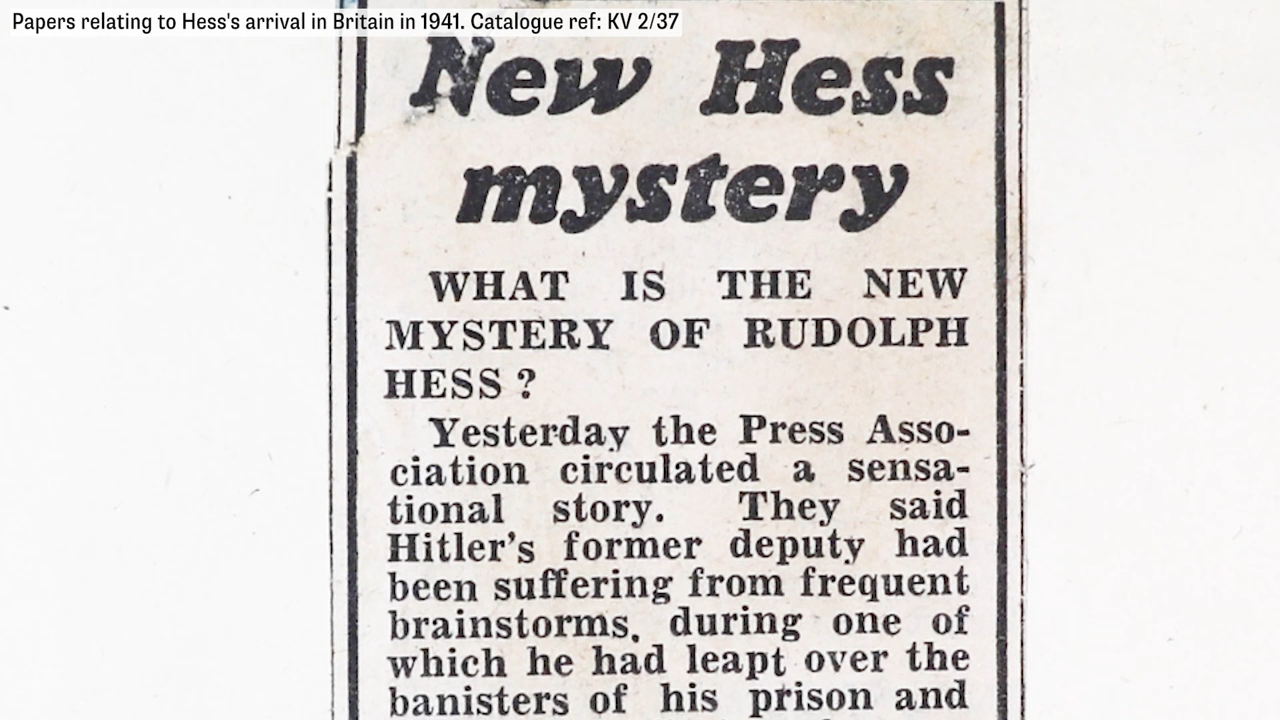 Papers relating to Hess's arrival in Britain in 1941. Catalogue ref: KV 2/37
New Hess
mystery
WHAT IS THE NEW
MYSTERY OF RUDOLPH
HESS ?
Yesterday the Press Asso-
ciation circulated a sensa-
tional story. They said
Hitler's former deputy had
been suffering from frequent
brainstorms, during one of
which he had leapt over the
banisters of his prison and